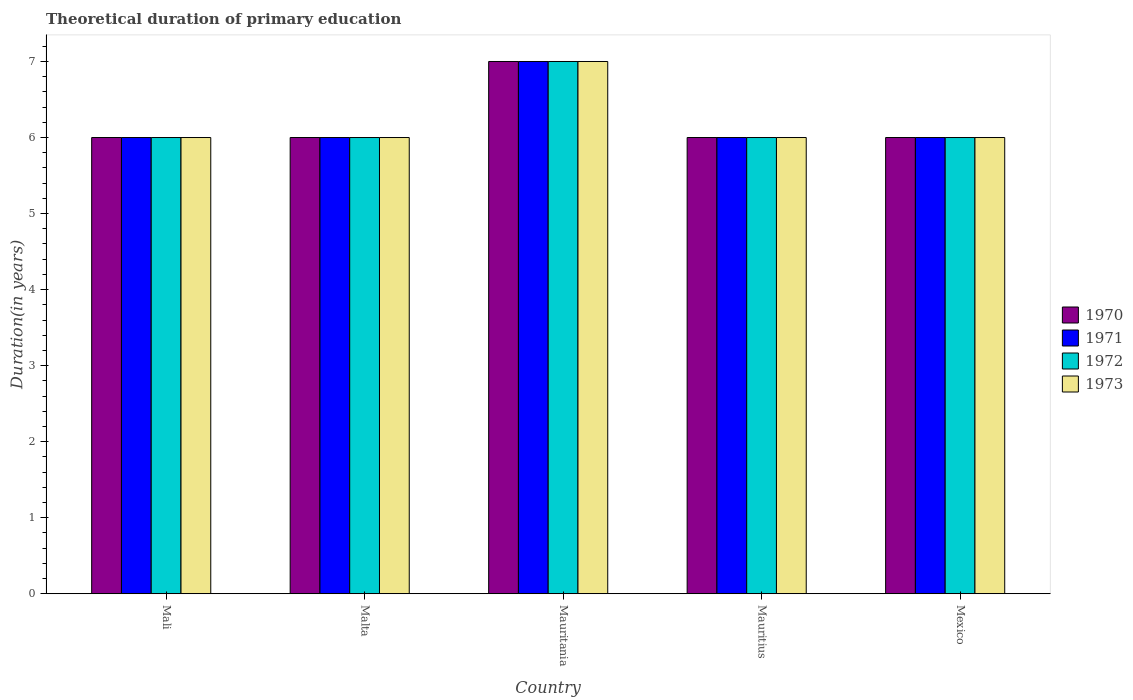 Theoretical duration of primary education
Duration(in years)
7
6
5
4
3
2
1
0
Mali
Malta
Mauritania
Mauritius
Mexico
Country
1970
1971
1972
1973